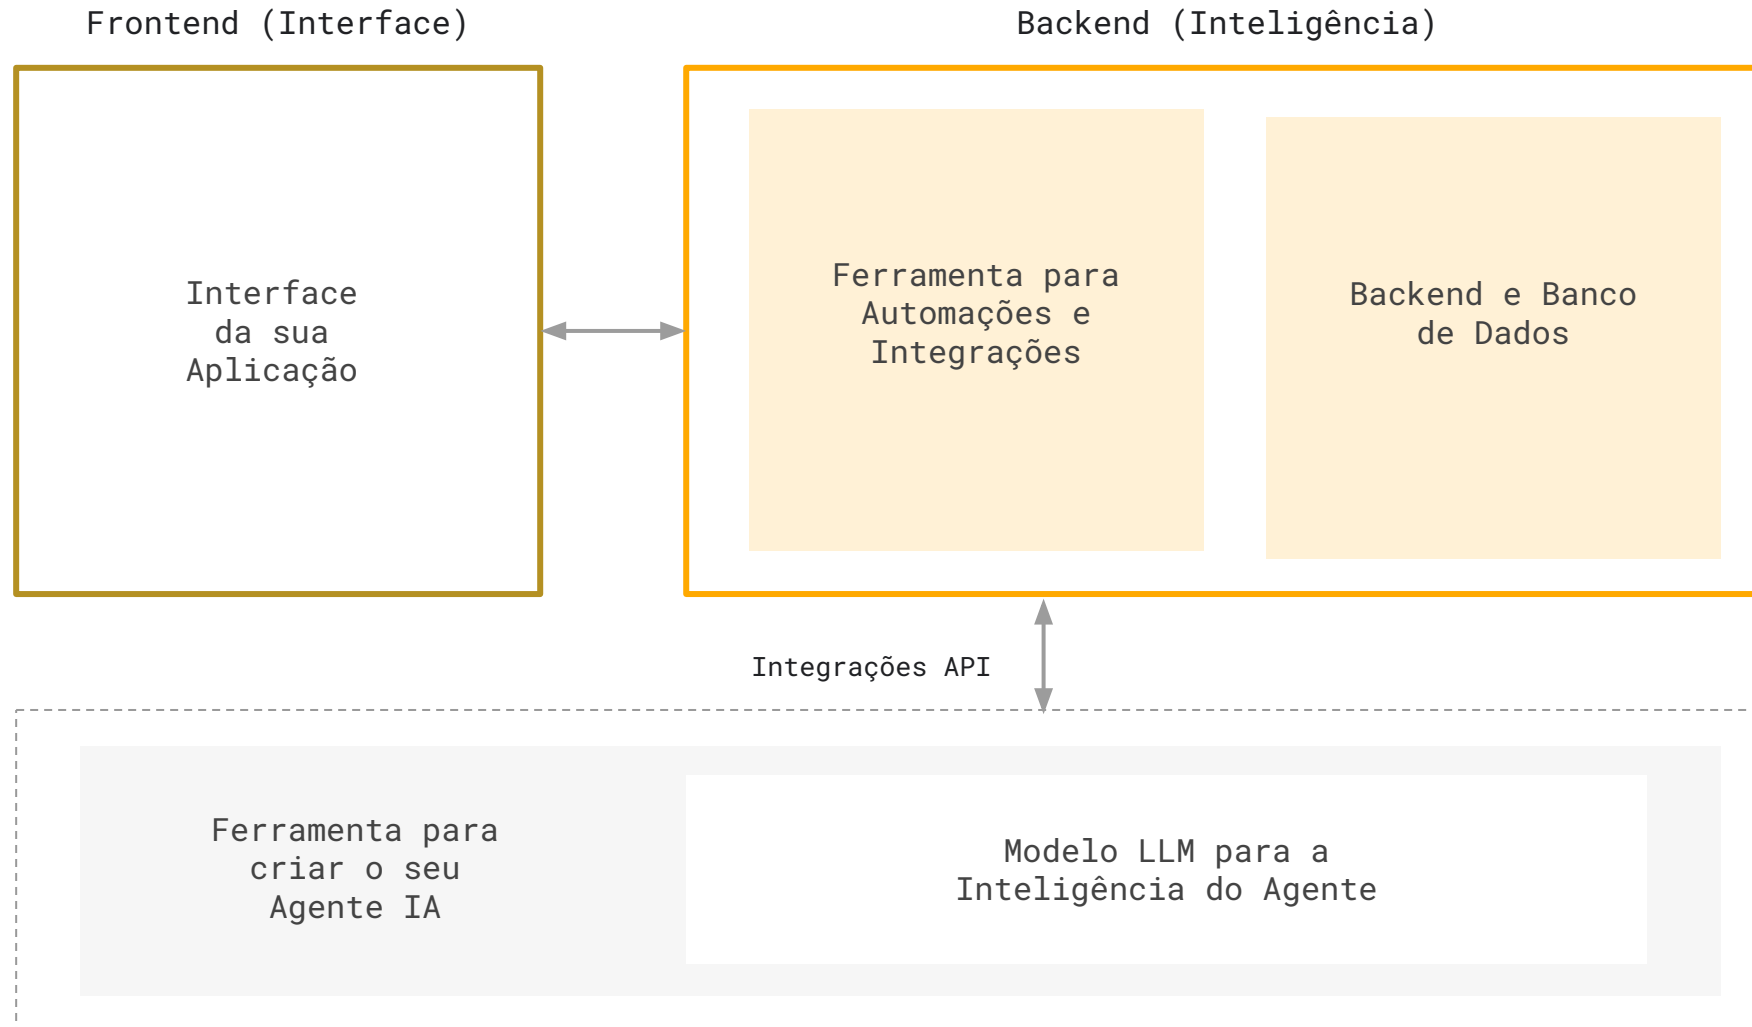 Frontend (Interface)
Backend (Inteligência)
Interface
da sua
Aplicação
Ferramenta para
Automações e
Integrações
Backend e Banco
de Dados
Integrações API
Ferramenta para
criar o seu
Agente IA
Modelo LLM para a
Inteligência do Agente